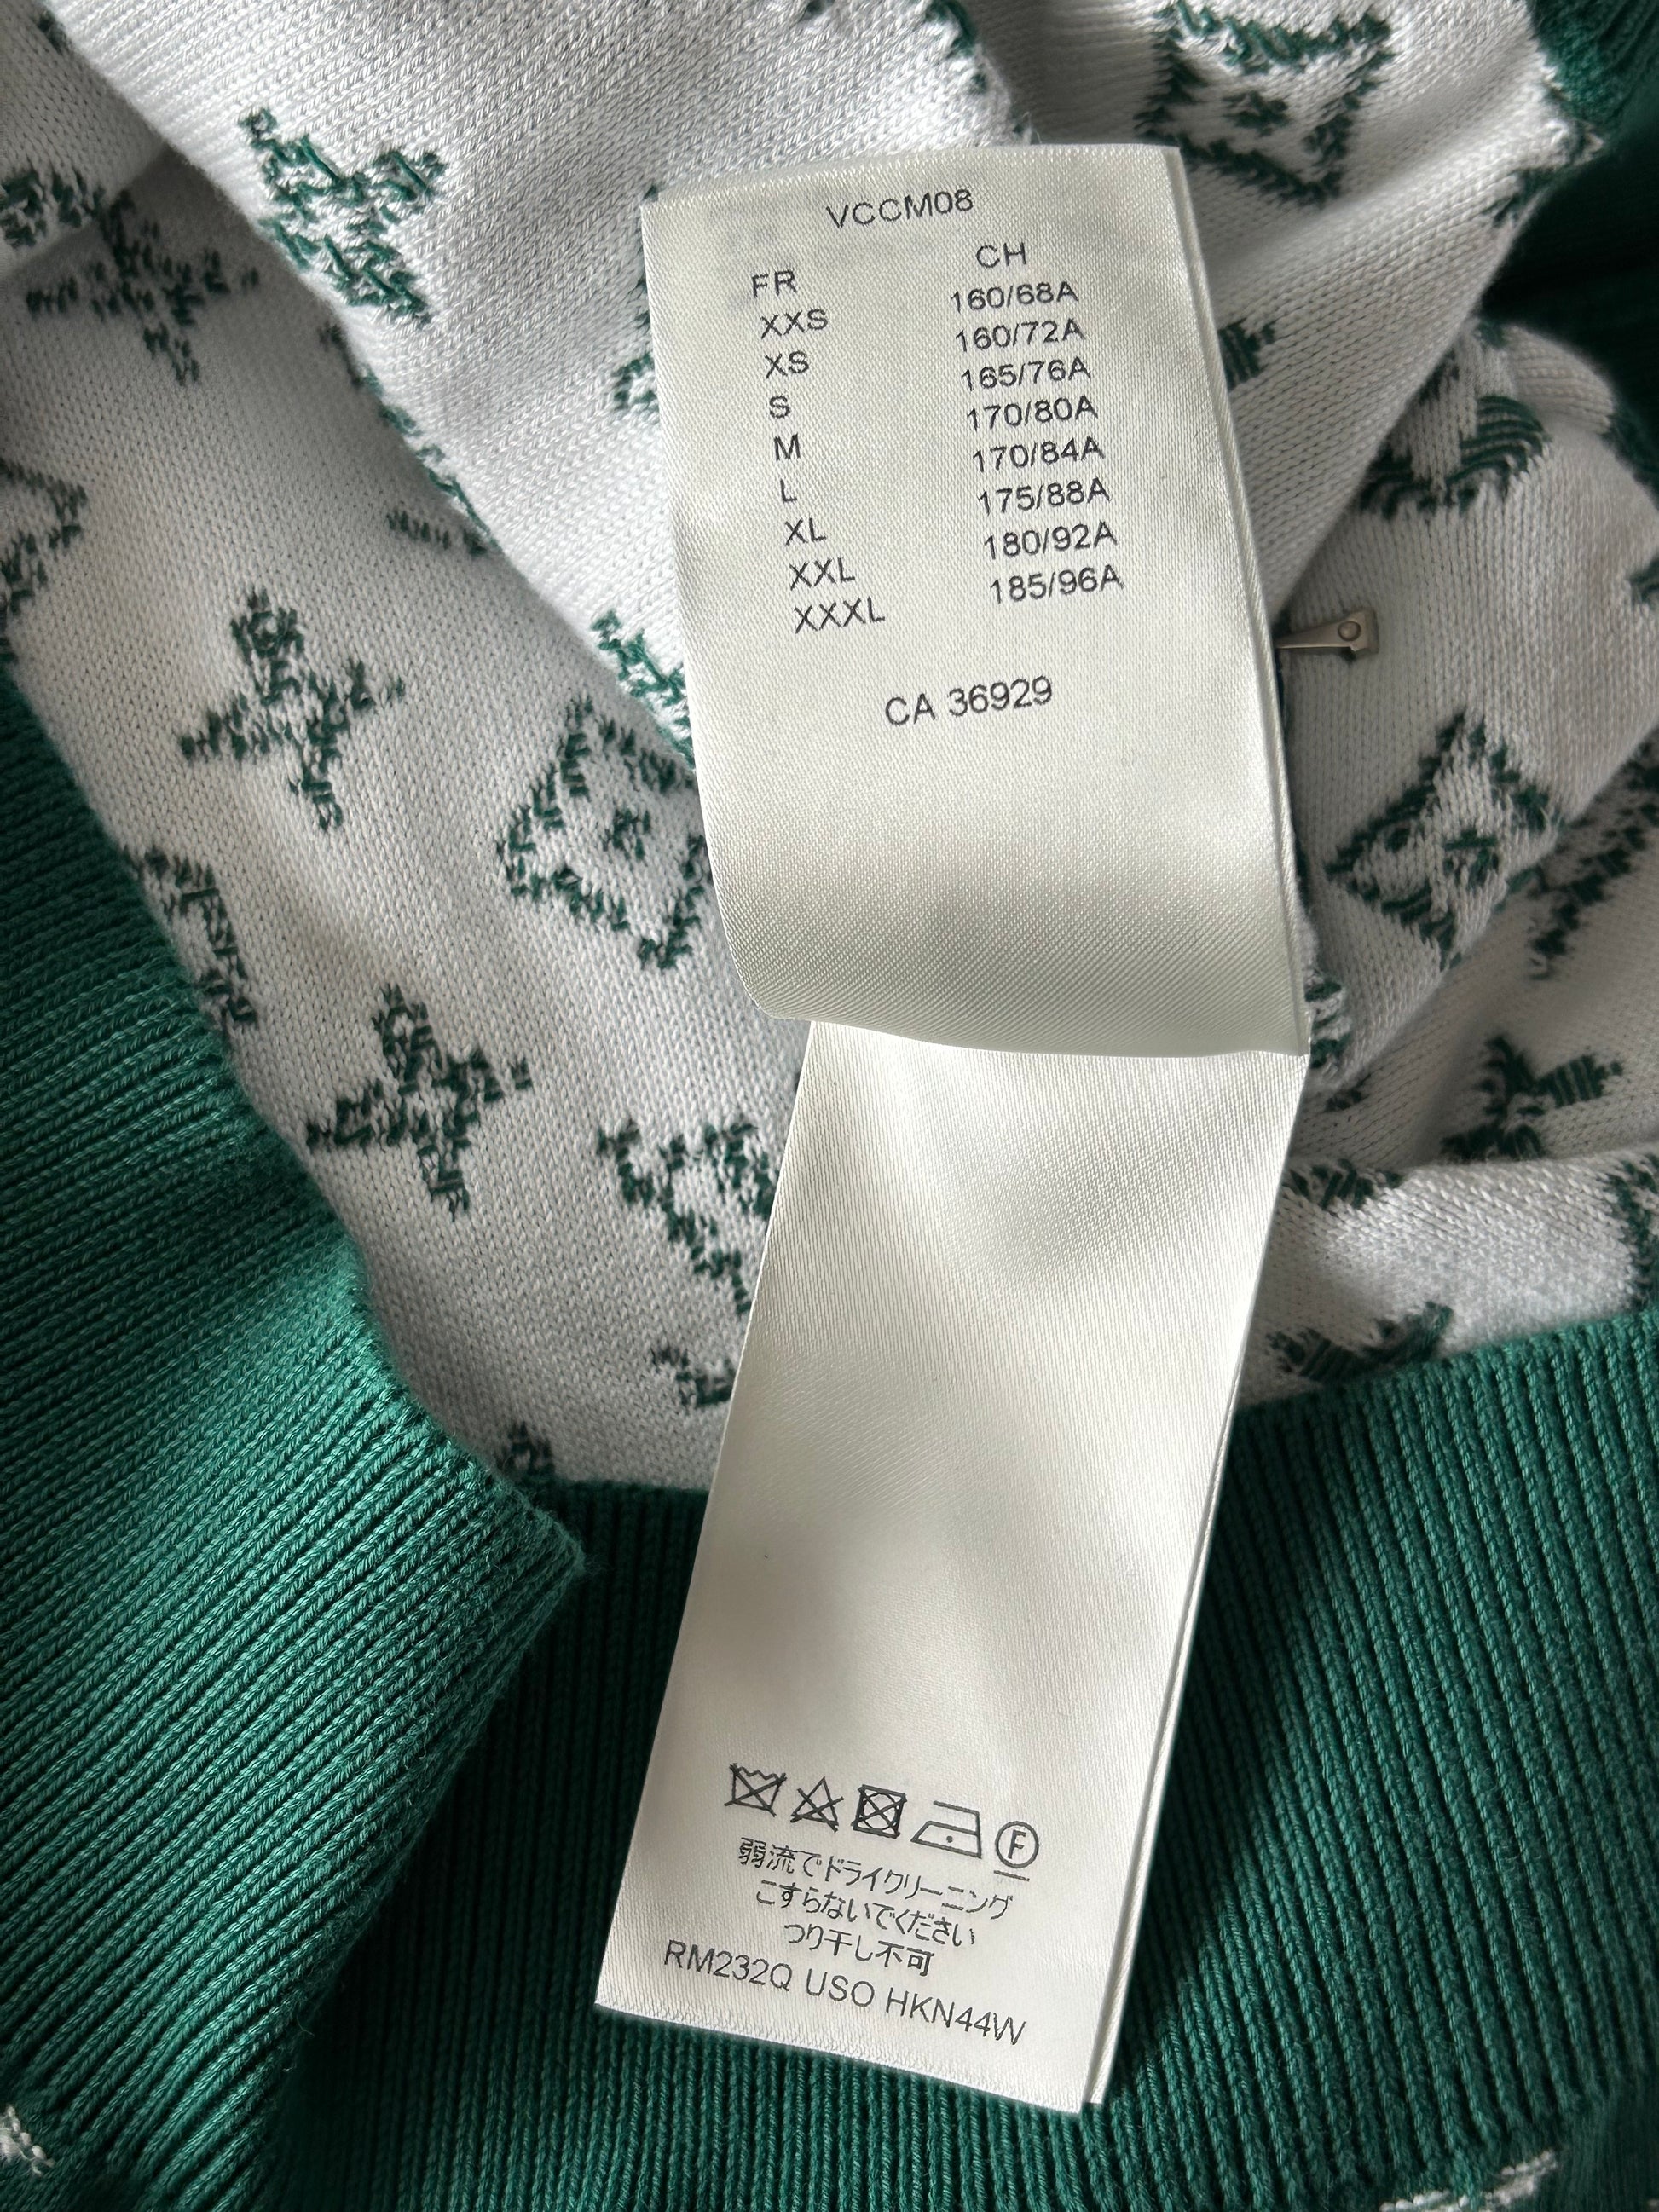 VCCM08
FR CH
XXS 160/68A
XS 160/72A
S 165/76A
M 170/80A
L 170/84A
XL 175/88A
XXL 180/92A
XXXL 185/96A
CA 36929
F
弱流でドライクリーニング
こすらないでください
つり干し不可
RM232Q USO HKN44W